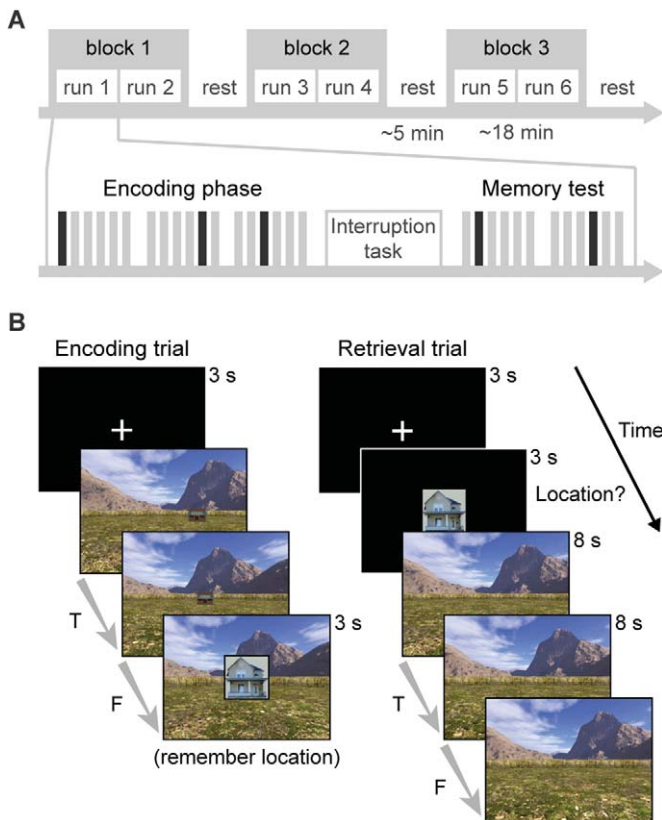 A
block 1 block 2 block 3
run 1 run 2 rest run 3 run 4 rest run 5 run 6 rest
~5 min ~18 min
Encoding phase Memory test
Interruption
task
B
Encoding trial Retrieval trial
3 s 3 s
Time
3 s
Location?
8 s
T
3 s 8 s
F
T
(remember location)
F